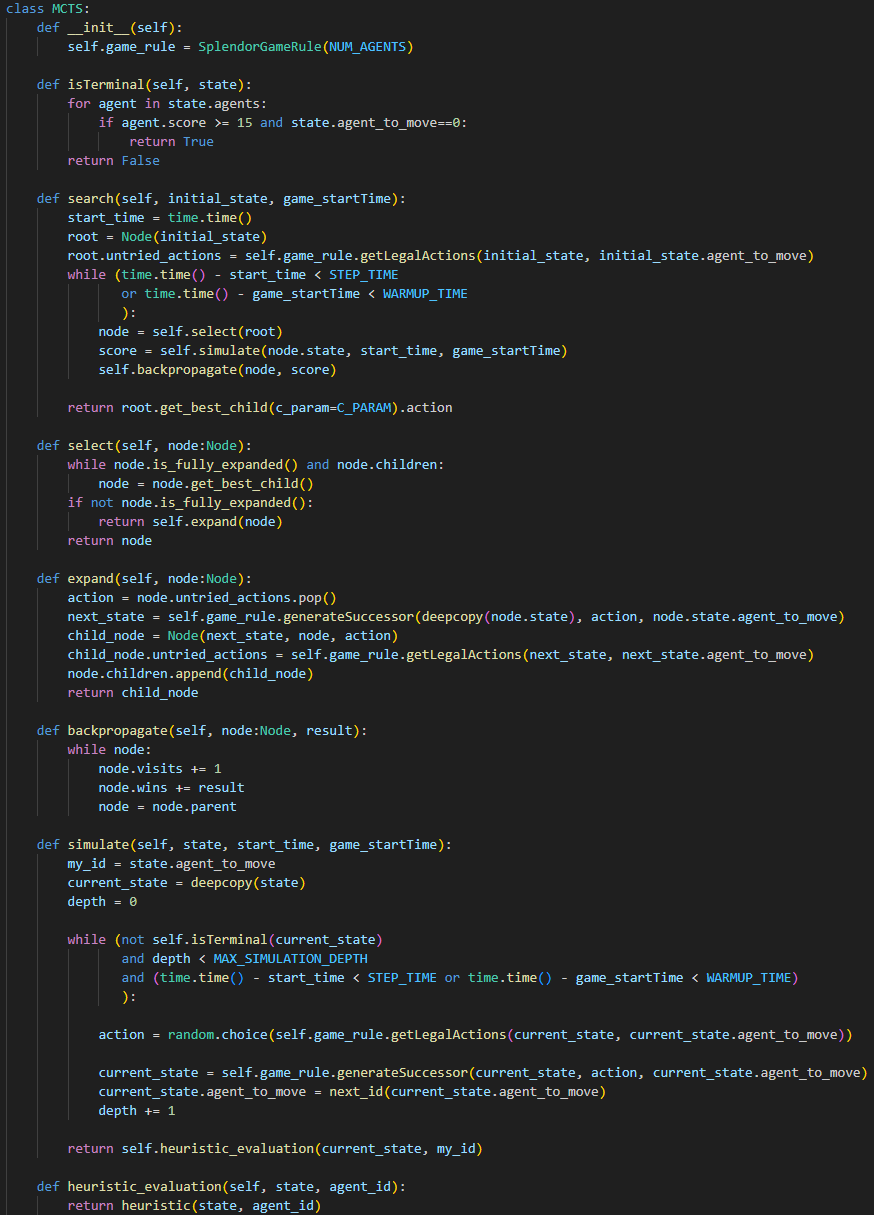 class MCTS:
    def __init__(self):
        self.game_rule = SplendorGameRule(NUM_AGENTS)

    def isTerminal(self, state):
        for agent in state.agents:
            if agent.score >= 15 and state.agent_to_move==0:
                return True
        return False

    def search(self, initial_state, game_startTime):
        start_time = time.time()
        root = Node(initial_state)
        root.untried_actions = self.game_rule.getLegalActions(initial_state, initial_state.agent_to_move)
        while (time.time() - start_time < STEP_TIME
               or time.time() - game_startTime < WARMUP_TIME
               ):
            node = self.select(root)
            score = self.simulate(node.state, start_time, game_startTime)
            self.backpropagate(node, score)

        return root.get_best_child(c_param=C_PARAM).action

    def select(self, node:Node):
        while node.is_fully_expanded() and node.children:
            node = node.get_best_child()
        if not node.is_fully_expanded():
            return self.expand(node)
        return node

    def expand(self, node:Node):
        action = node.untried_actions.pop()
        next_state = self.game_rule.generateSuccessor(deepcopy(node.state), action, node.state.agent_to_move)
        child_node = Node(next_state, node, action)
        child_node.untried_actions = self.game_rule.getLegalActions(next_state, next_state.agent_to_move)
        node.children.append(child_node)
        return child_node

    def backpropagate(self, node:Node, result):
        while node:
            node.visits += 1
            node.wins += result
            node = node.parent

    def simulate(self, state, start_time, game_startTime):
        my_id = state.agent_to_move
        current_state = deepcopy(state)
        depth = 0

        while (not self.isTerminal(current_state)
               and depth < MAX_SIMULATION_DEPTH
               and (time.time() - start_time < STEP_TIME or time.time() - game_startTime < WARMUP_TIME)
               ):

            action = random.choice(self.game_rule.getLegalActions(current_state, current_state.agent_to_move))

            current_state = self.game_rule.generateSuccessor(current_state, action, current_state.agent_to_move)
            current_state.agent_to_move = next_id(current_state.agent_to_move)
            depth += 1

        return self.heuristic_evaluation(current_state, my_id)

    def heuristic_evaluation(self, state, agent_id):
        return heuristic(state, agent_id)